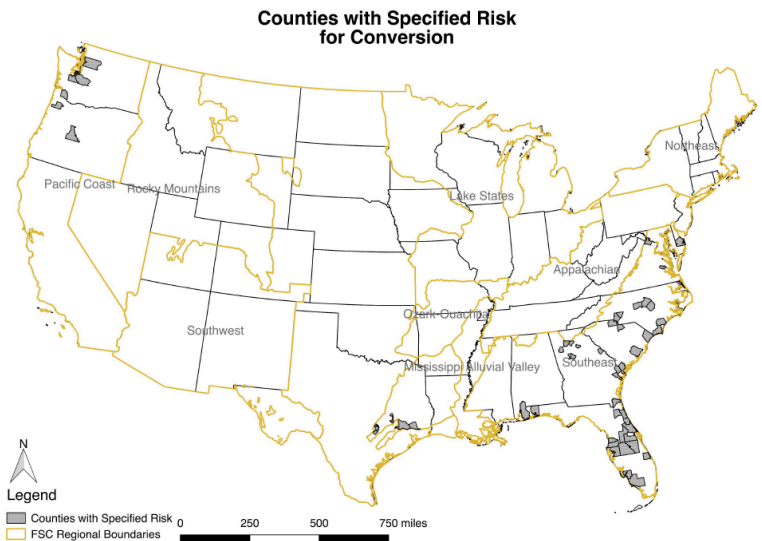 Counties with Specified Risk
for Conversion
Northeast
Pacific Coast
Rocky Mountains
Lake States
Appalachian
Ozark-Ouachita
Southwest
Mississippi Alluvial Valley
Southeast
N
Legend
Counties with Specified Risk
FSC Regional Boundaries
0 250 500 750 miles